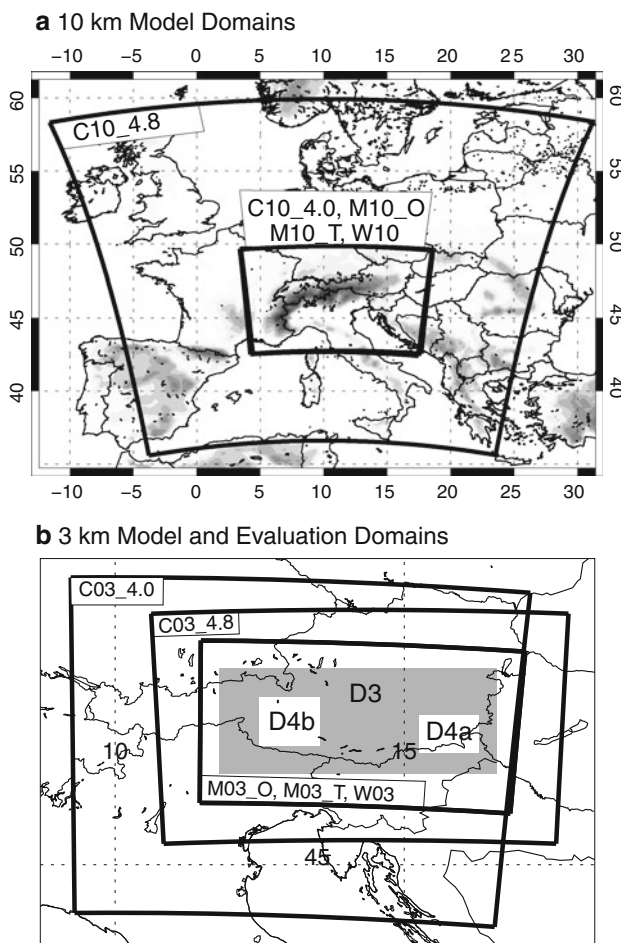 a 10 km Model Domains
−10 −5 0 5 10 15 20 25 30
60 60
C10_4.8
55 55
C10_4.0, M10_O
M10_T, W10
50 50
45 45
40 40
−10 −5 0 5 10 15 20 26 30
b 3 km Model and Evaluation Domains
C03_4.0
C03_4.8
D3
D4b
D4a
10 15
M03_O, M03_T, W03
45